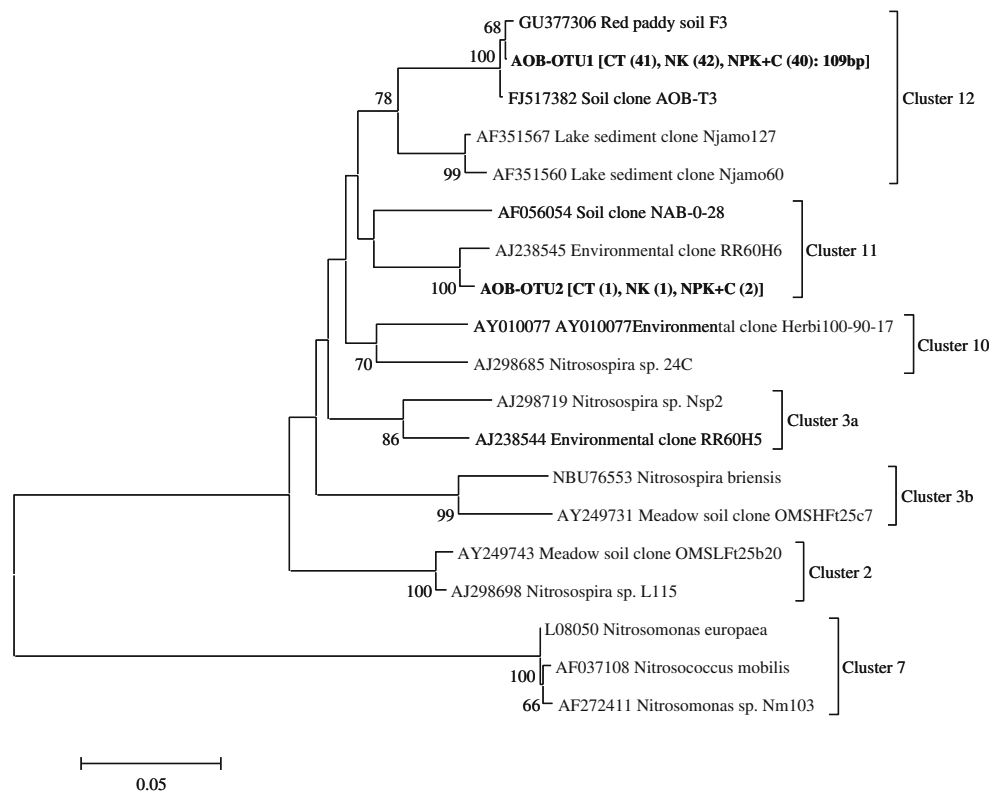 68
GU377306 Red paddy soil F3
100
AOB-OTU1 [CT (41), NK (42), NPK+C (40): 109bp]
78
FJ517382 Soil clone AOB-T3
Cluster 12
AF351567 Lake sediment clone Njamo127
99
AF351560 Lake sediment clone Njamo60
AF056054 Soil clone NAB-0-28
AJ238545 Environmental clone RR60H6
Cluster 11
100
AOB-OTU2 [CT (1), NK (1), NPK+C (2)]
AY010077 AY010077Environmental clone Herbi100-90-17
Cluster 10
70
AJ298685 Nitrosospira sp. 24C
AJ298719 Nitrosospira sp. Nsp2
Cluster 3a
86
AJ238544 Environmental clone RR60H5
NBU76553 Nitrosospira briensis
Cluster 3b
99
AY249731 Meadow soil clone OMSHFt25c7
AY249743 Meadow soil clone OMSLFt25b20
Cluster 2
100
AJ298698 Nitrosospira sp. L115
L08050 Nitrosomonas europaea
AF037108 Nitrosococcus mobilis
Cluster 7
100
66
AF272411 Nitrosomonas sp. Nm103
0.05